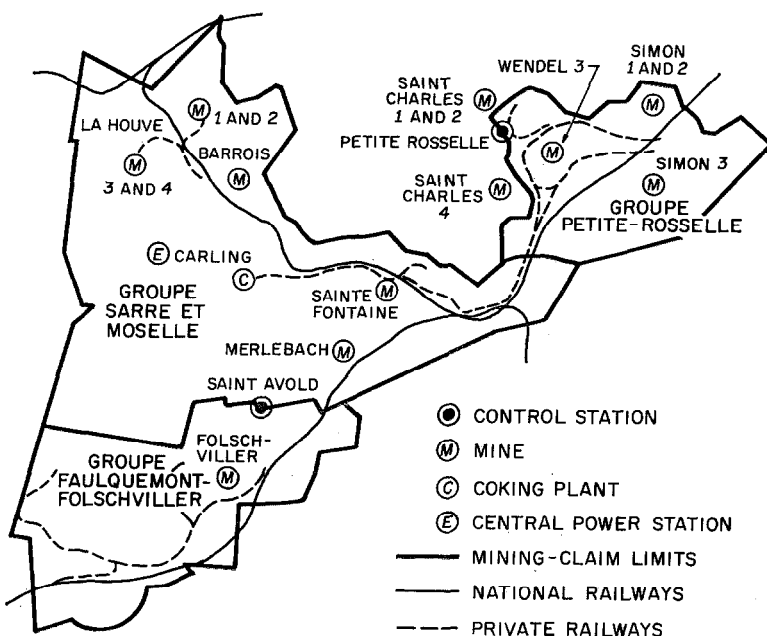 SIMON
1 AND 2
WENDEL 3
SAINT
CHARLES
1 AND 2
M
M
PETITE ROSSELLE
M
LA HOUVE
M
1 AND 2
M
3 AND 4
BARROIS
M
SAINT
CHARLES
4
M
SIMON 3
M
GROUPE
PETITE-ROSSELLE
E
CARLING
C
GROUPE
SARRE ET
MOSELLE
SAINTE
FONTAINE
M
MERLEBACH
M
SAINT AVOLD
FOLSCH-
VILLER
M
GROUPE
FAULQUEMONT-
FOLSCHVILLER
CONTROL STATION
M MINE
C COKING PLANT
E CENTRAL POWER STATION
MINING-CLAIM LIMITS
NATIONAL RAILWAYS
PRIVATE RAILWAYS